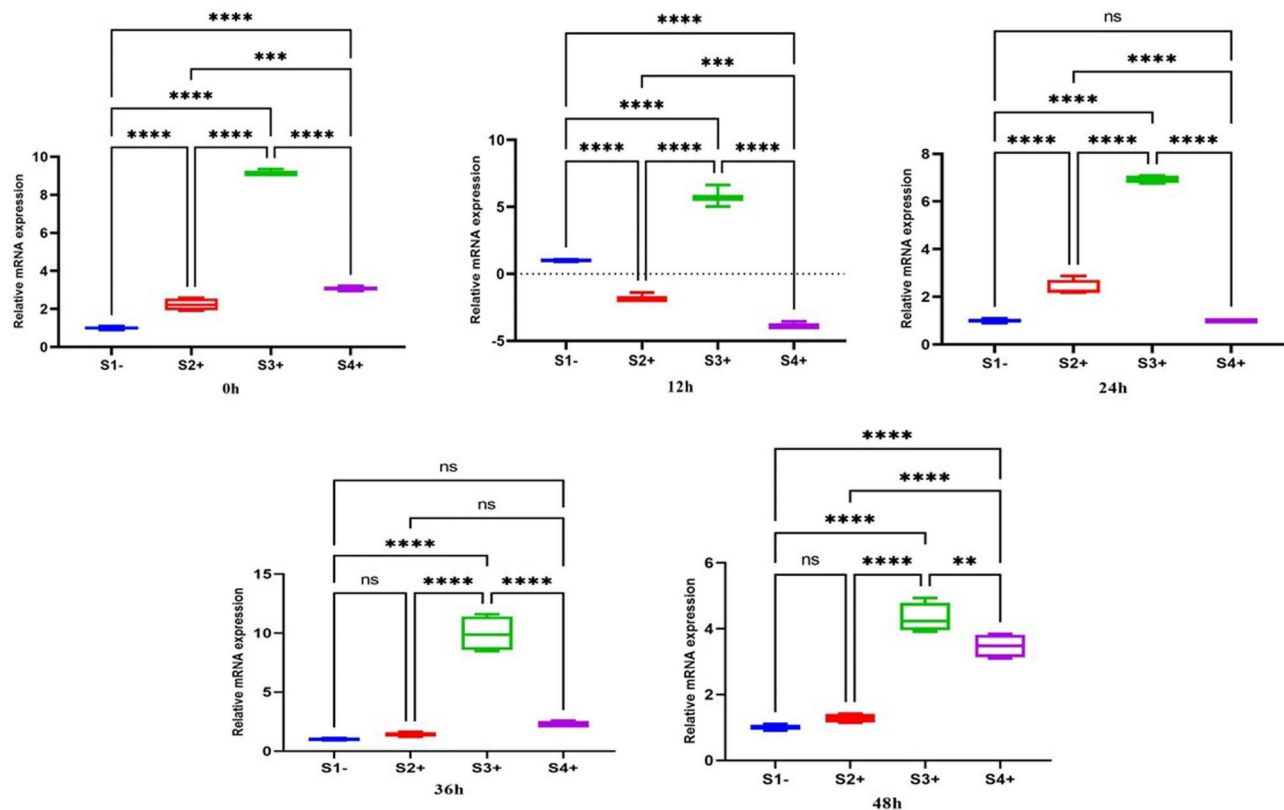 ****
***
****
**** **** ****
Relative mRNA expression
10
8
6
4
2
0
S1- S2+ S3+ S4+
0h
****
***
****
**** **** ****
Relative mRNA expression
10
5
0
-5
S1- S2+ S3+ S4+
12h
ns
****
****
**** **** ****
Relative mRNA expression
8
6
4
2
0
S1- S2+ S3+ S4+
24h
ns
ns
****
ns **** ****
Relative mRNA expression
15
10
5
0
S1- S2+ S3+ S4+
36h
****
****
****
ns **** **
Relative mRNA expression
6
4
2
0
S1- S2+ S3+ S4+
48h